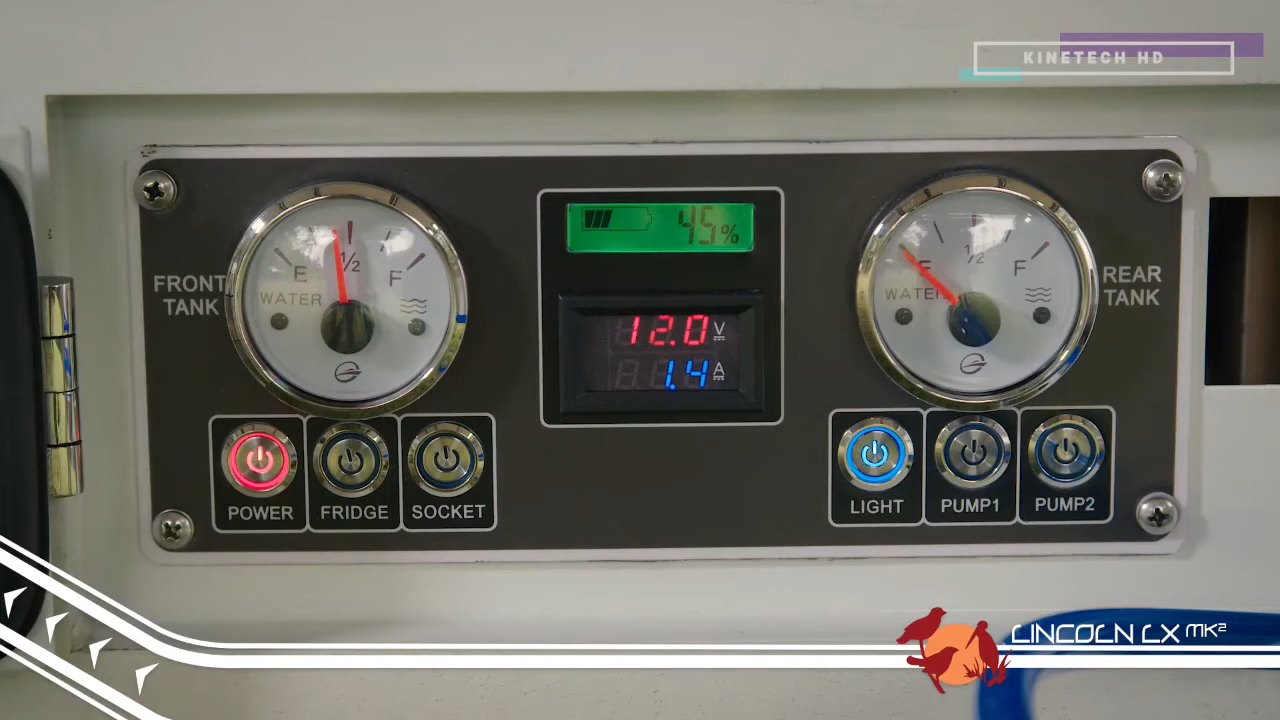 KINETECH HD
FRONT
TANK
E
1/2
F
WATER
45%
12.0 V
1.4 A
E
1/2
F
WATER
REAR
TANK
POWER
FRIDGE
SOCKET
LIGHT
PUMP1
PUMP2
LINCOLN LX MK2